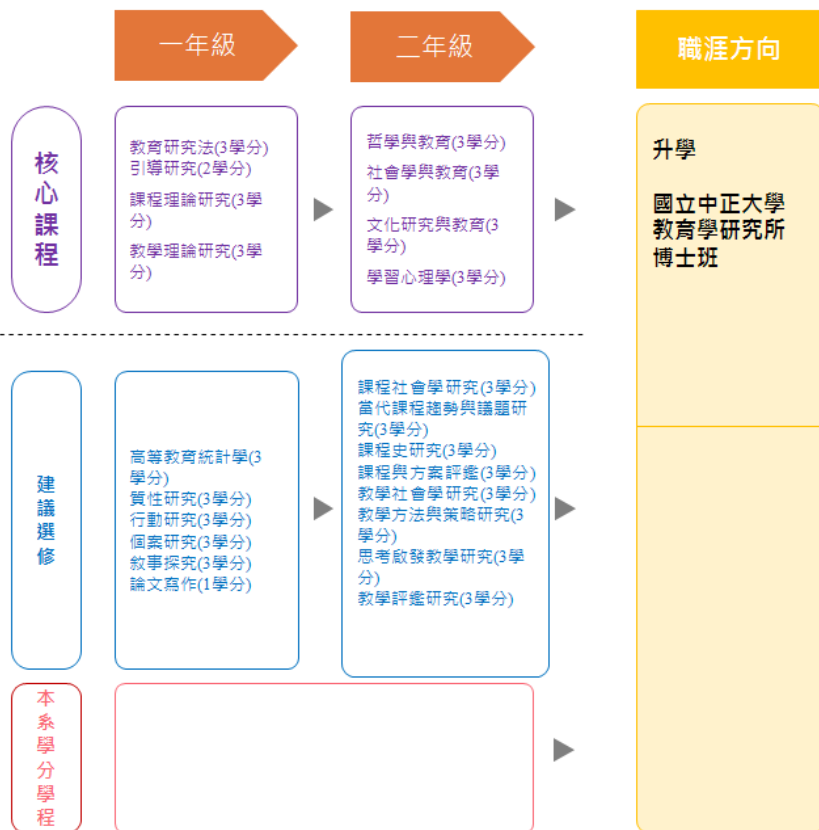 一年級
二年級
職涯方向
核心課程
教育研究法(3學分)
引導研究(2學分)
課程理論研究(3學
分)
教學理論研究(3學
分)
哲學與教育(3學分)
社會學與教育(3學
分)
文化研究與教育(3
學分)
學習心理學(3學分)
升學
國立中正大學
教育學研究所
博士班
建議選修
高等教育統計學(3
學分)
質性研究(3學分)
行動研究(3學分)
個案研究(3學分)
敘事探究(3學分)
論文寫作(1學分)
課程社會學研究(3學分)
當代課程趨勢與議題研
究(3學分)
課程史研究(3學分)
課程與方案評鑑(3學分)
教學社會學研究(3學分)
教學方法與策略研究(3
學分)
思考啟發教學研究(3學
分)
教學評鑑研究(3學分)
本系學分學程